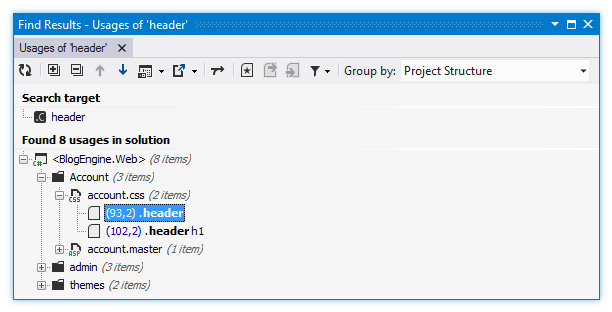 Find Results - Usages of 'header'
Usages of 'header'
Group by: Project Structure
Search target
.C header
Found 8 usages in solution
C# <BlogEngine.Web> (8 items)
Account (3 items)
CSS account.css (2 items)
(93,2) .header
(102,2) .header h1
ASP account.master (1 item)
admin (3 items)
themes (2 items)